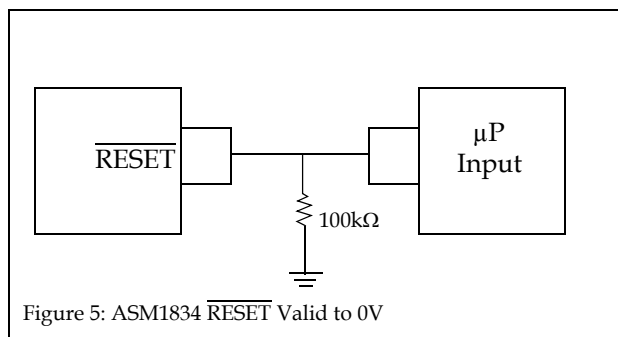 RESET
µP
Input
100kΩ
Figure 5: ASM1834 RESET Valid to 0V